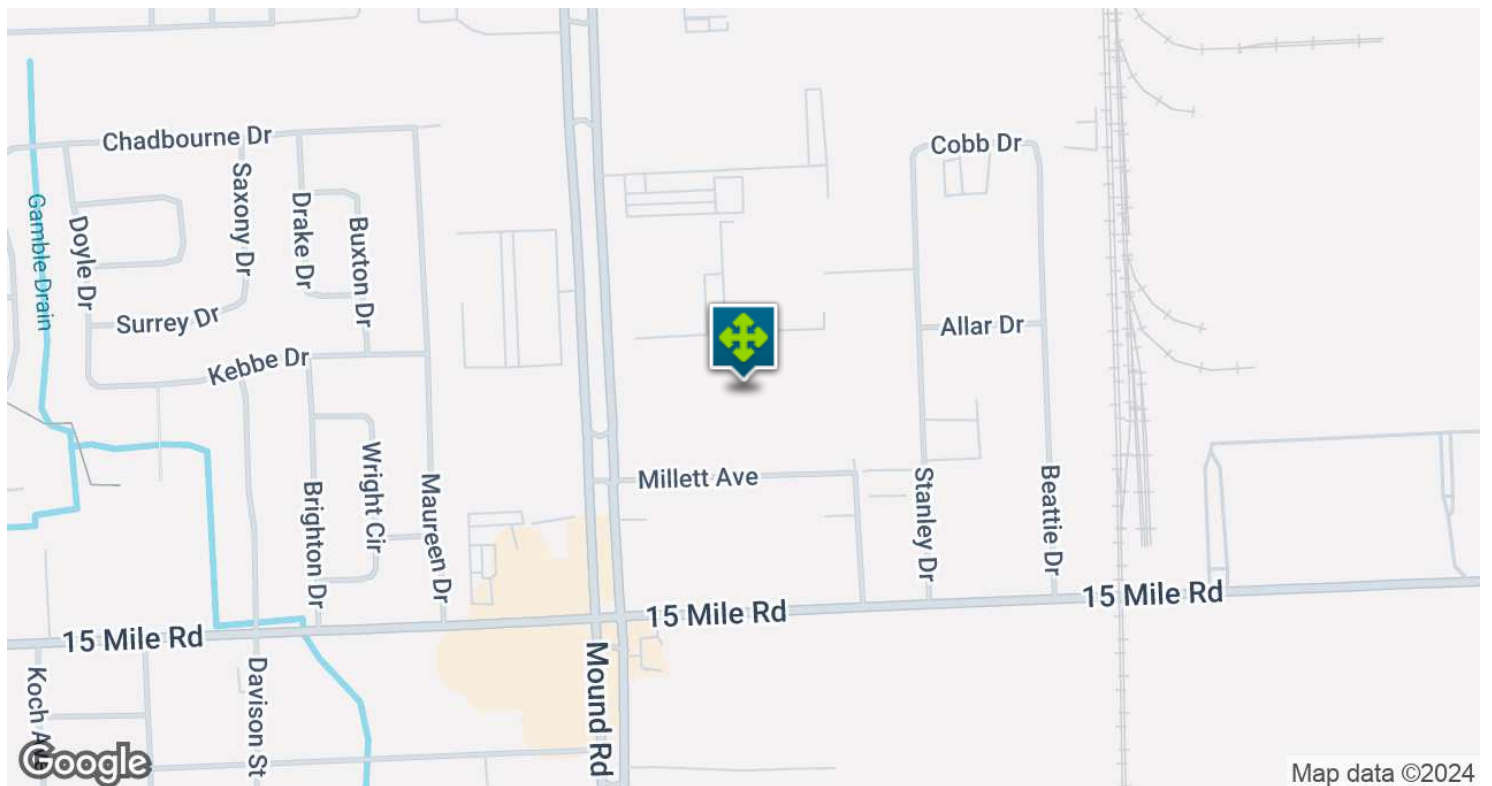 Chadbourne Dr
Cobb Dr
Saxony Dr
Drake Dr
Gamble Drain
Doyle Dr
Buxton Dr
Surrey Dr
Allar Dr
Kebbe Dr
Wright Cir
Millett Ave
Maureen Dr
Stanley Dr
Beattie Dr
Brighton Dr
15 Mile Rd
15 Mile Rd
15 Mile Rd
Mound Rd
Davison St
Koch Ave
Google
Map data ©2024